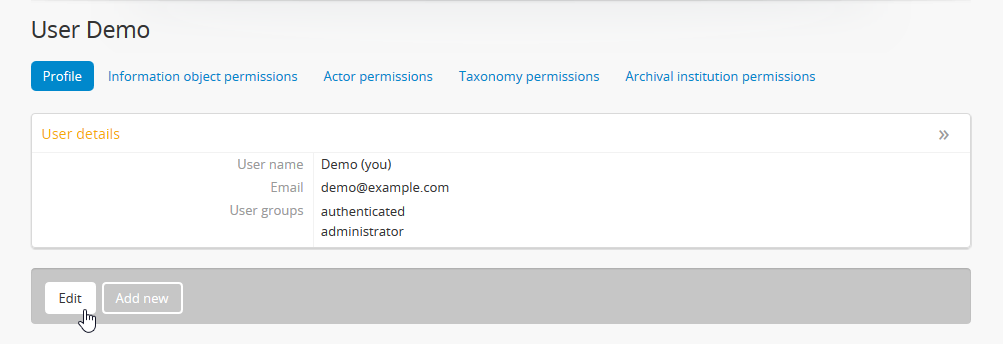 User Demo
Profile Information object permissions Actor permissions Taxonomy permissions Archival institution permissions
User details »
User name Demo (you)
Email demo@example.com
User groups authenticated
administrator
Edit Add new